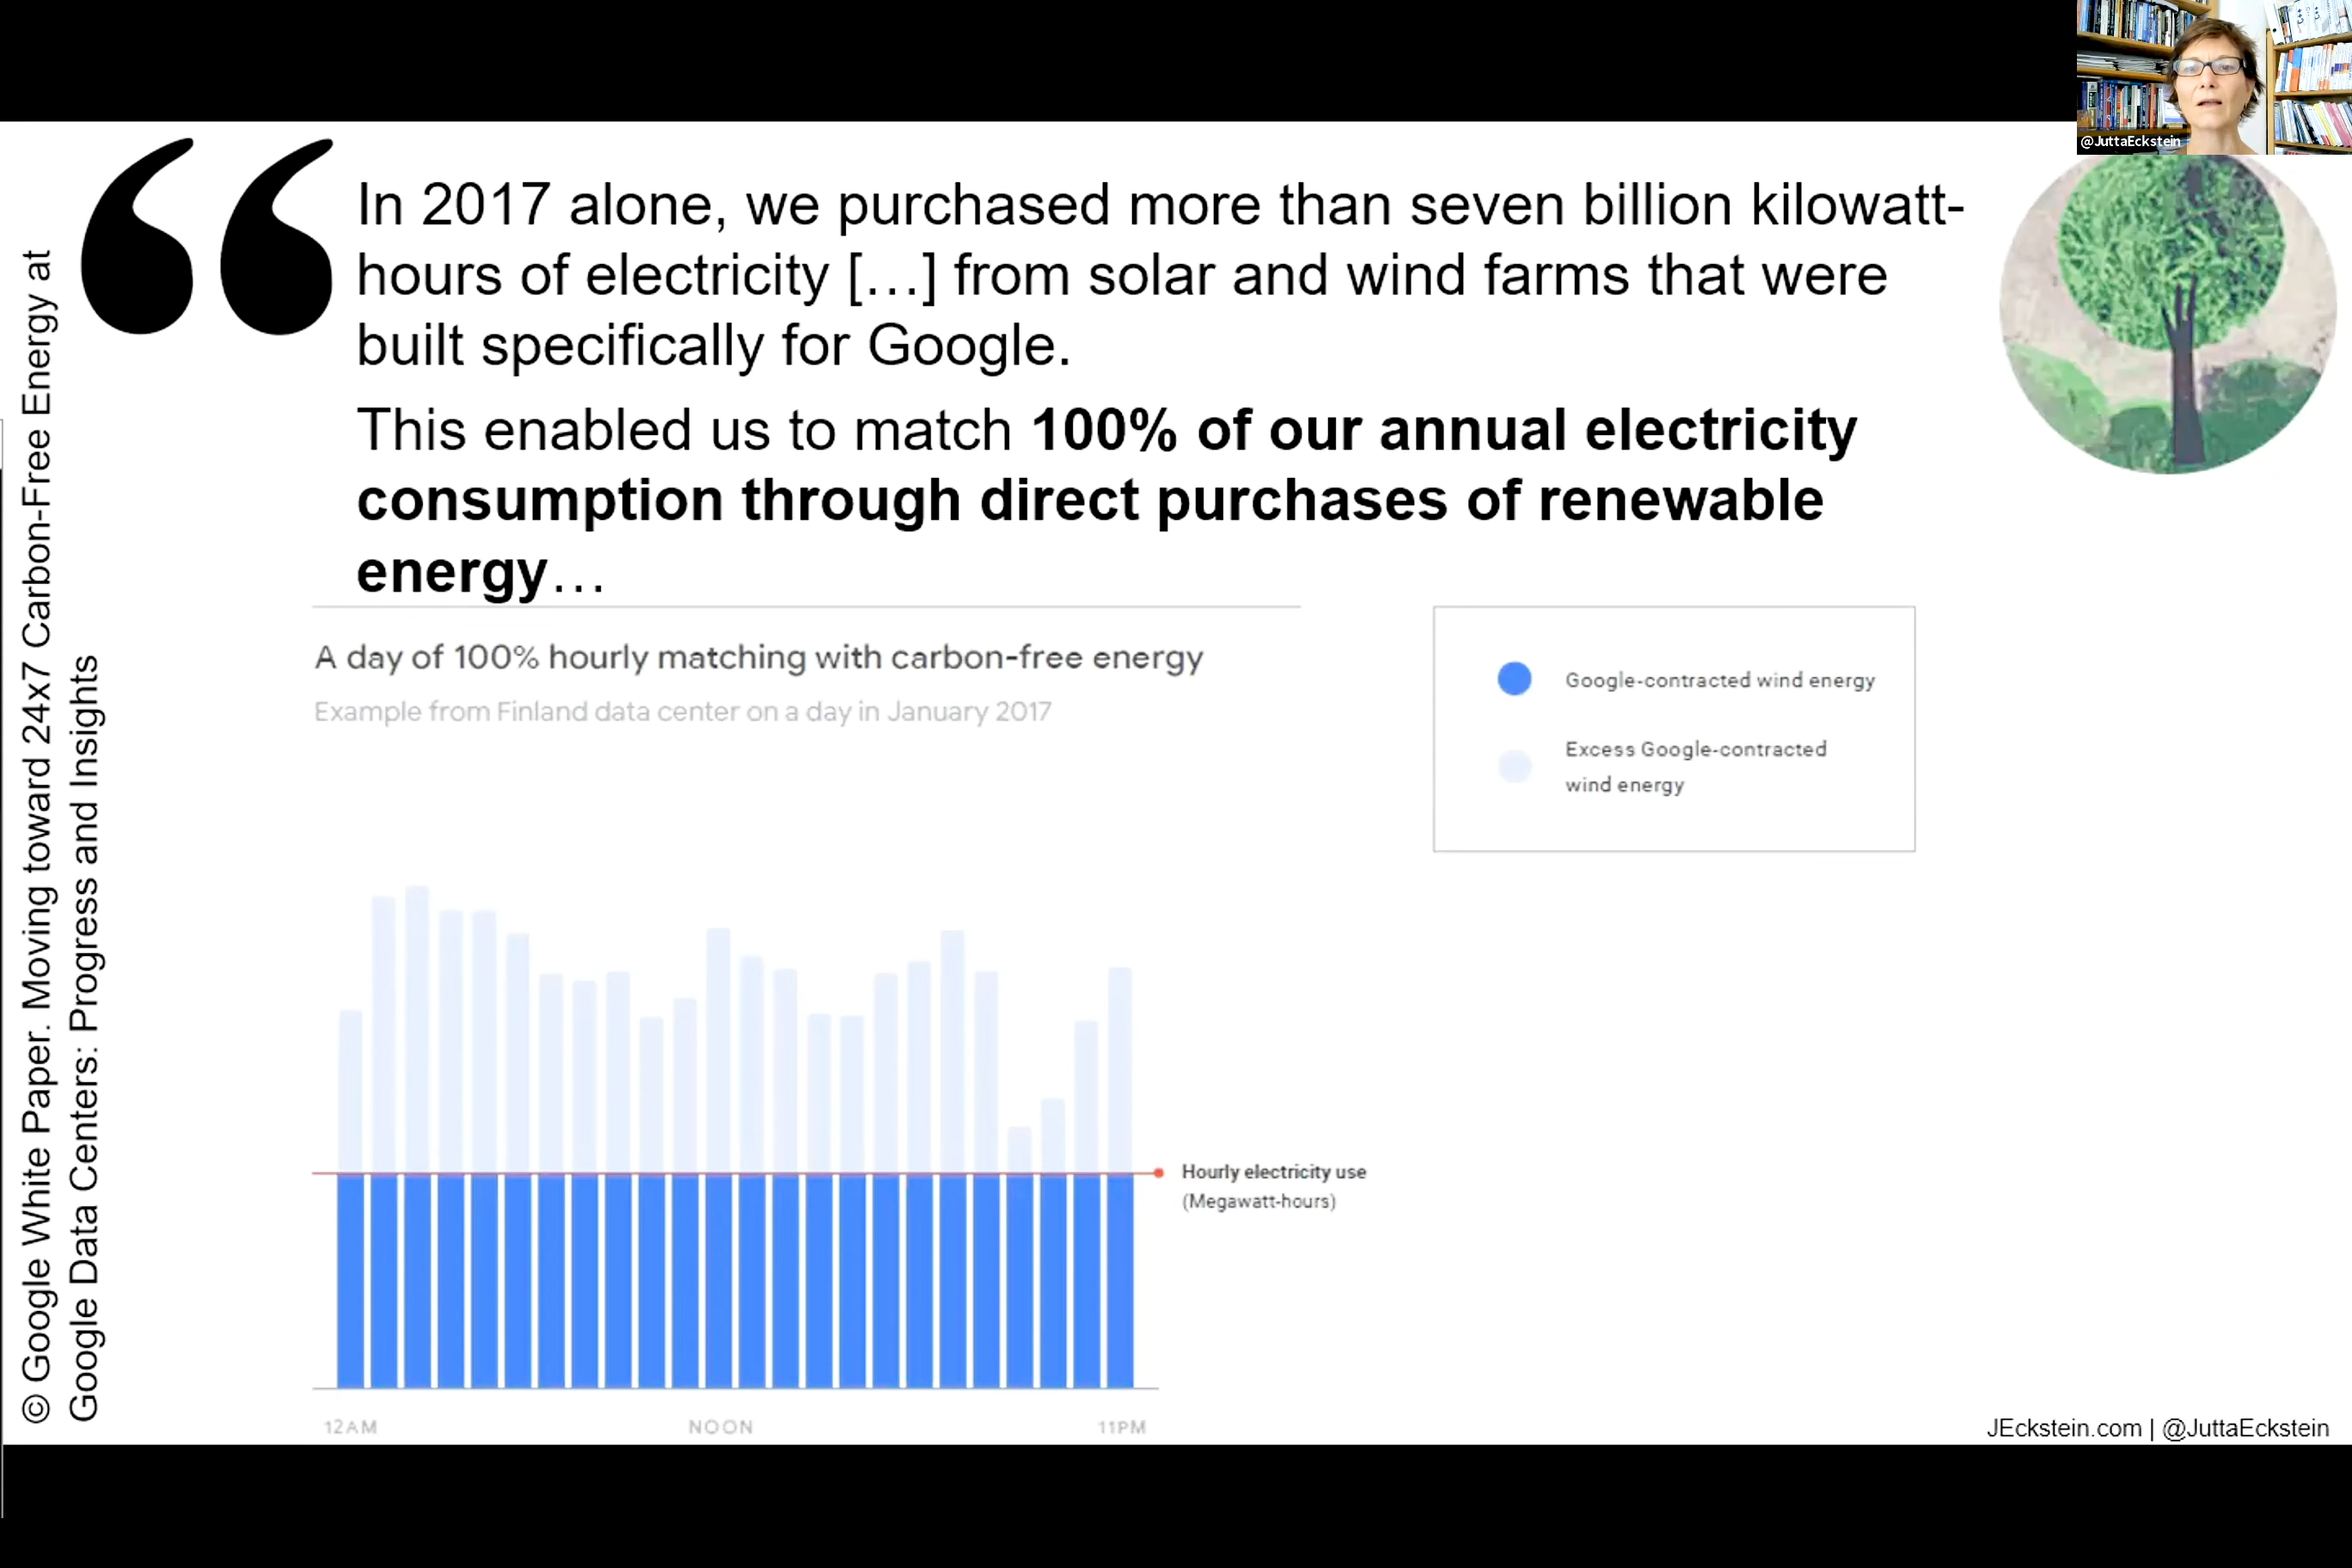 @JuttaEckstein
In 2017 alone, we purchased more than seven billion kilowatt-
hours of electricity […] from solar and wind farms that were
built specifically for Google.
This enabled us to match 100% of our annual electricity
consumption through direct purchases of renewable
energy…
© Google White Paper. Moving toward 24x7 Carbon-Free Energy at
Google Data Centers: Progress and Insights
A day of 100% hourly matching with carbon-free energy
Example from Finland data center on a day in January 2017
Google-contracted wind energy
Excess Google-contracted
wind energy
Hourly electricity use
(Megawatt-hours)
12AM NOON 11PM
JEckstein.com | @JuttaEckstein